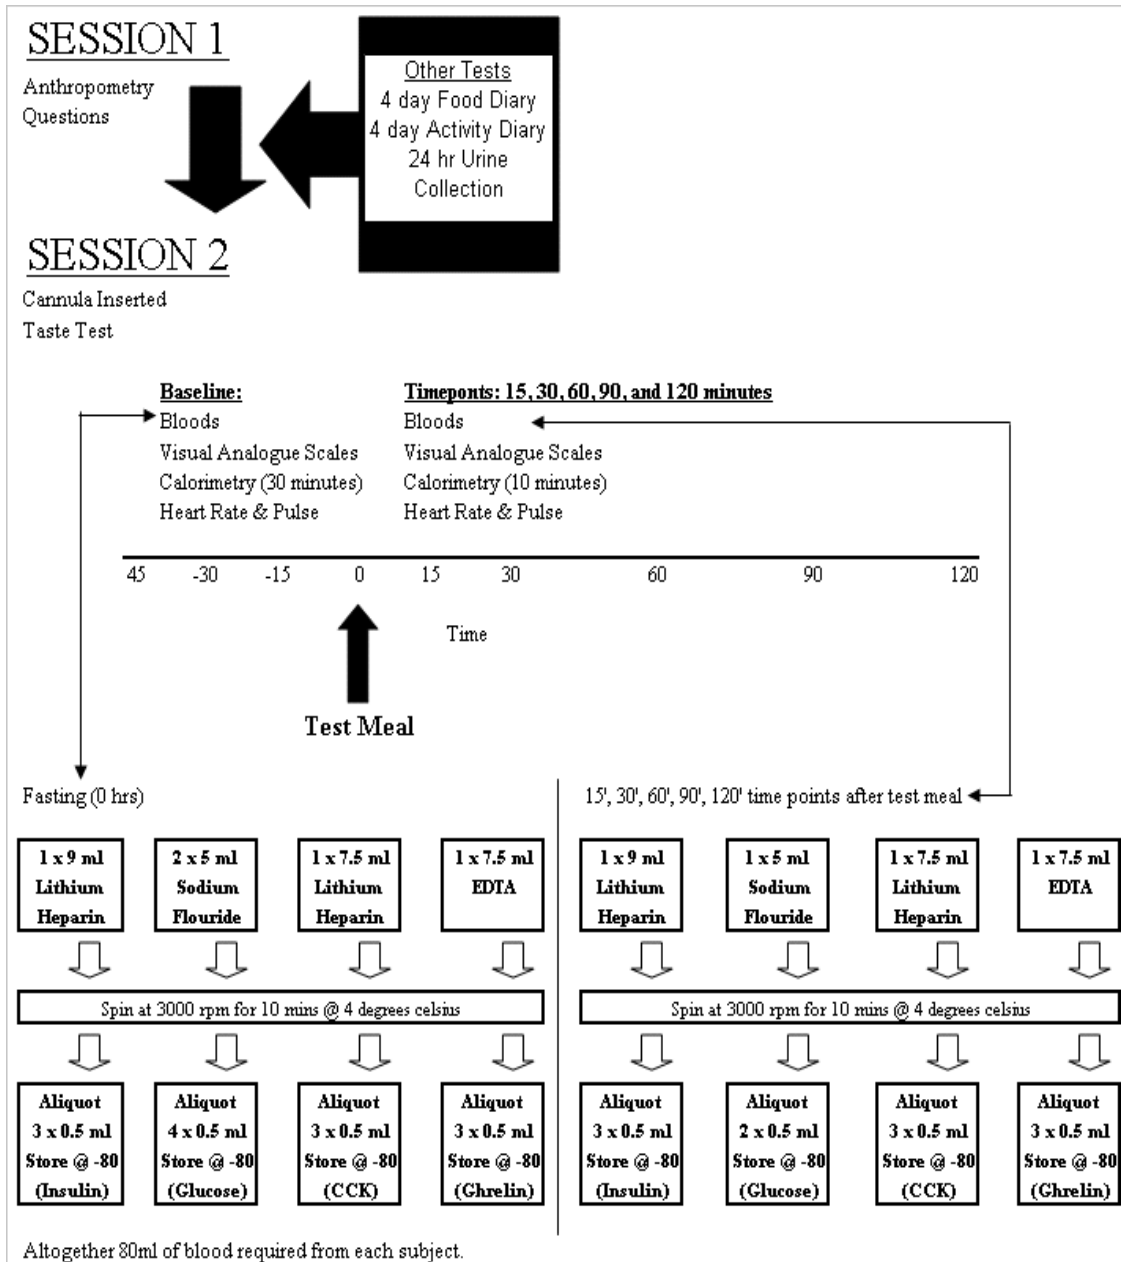 SESSION 1
Anthropometry
Questions
Other Tests
4 day Food Diary
4 day Activity Diary
24 hr Urine
Collection
SESSION 2
Cannula Inserted
Taste Test
Baseline:
Bloods
Visual Analogue Scales
Calorimetry (30 minutes)
Heart Rate & Pulse
Timeponts: 15, 30, 60, 90, and 120 minutes
Bloods
Visual Analogue Scales
Calorimetry (10 minutes)
Heart Rate & Pulse
45 -30 -15 0 15 30 60 90 120
Time
Test Meal
Fasting (0 hrs)
1 x 9 ml
Lithium
Heparin
2 x 5 ml
Sodium
Flouride
1 x 7.5 ml
Lithium
Heparin
1 x 7.5 ml
EDTA
Spin at 3000 rpm for 10 mins @ 4 degrees celsius
Aliquot
3 x 0.5 ml
Store @ -80
(Insulin)
Aliquot
4 x 0.5 ml
Store @ -80
(Glucose)
Aliquot
3 x 0.5 ml
Store @ -80
(CCK)
Aliquot
3 x 0.5 ml
Store @ -80
(Ghrelin)
15', 30', 60', 90', 120' time points after test meal
1 x 9 ml
Lithium
Heparin
1 x 5 ml
Sodium
Flouride
1 x 7.5 ml
Lithium
Heparin
1 x 7.5 ml
EDTA
Spin at 3000 rpm for 10 mins @ 4 degrees celsius
Aliquot
3 x 0.5 ml
Store @ -80
(Insulin)
Aliquot
2 x 0.5 ml
Store @ -80
(Glucose)
Aliquot
3 x 0.5 ml
Store @ -80
(CCK)
Aliquot
3 x 0.5 ml
Store @ -80
(Ghrelin)
Altogether 80ml of blood required from each subject.